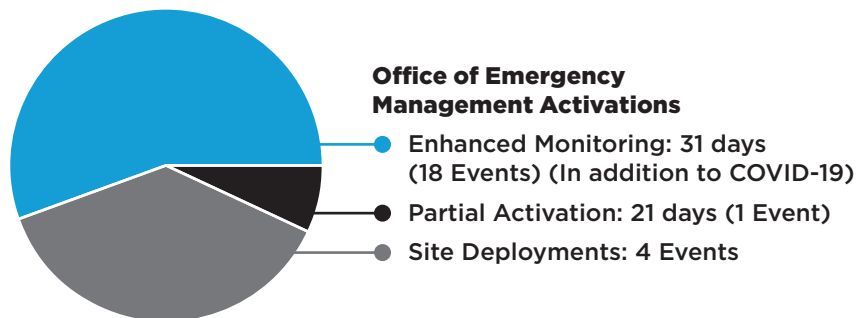 Office of Emergency
Management Activations
Enhanced Monitoring: 31 days
(18 Events) (In addition to COVID-19)
Partial Activation: 21 days (1 Event)
Site Deployments: 4 Events